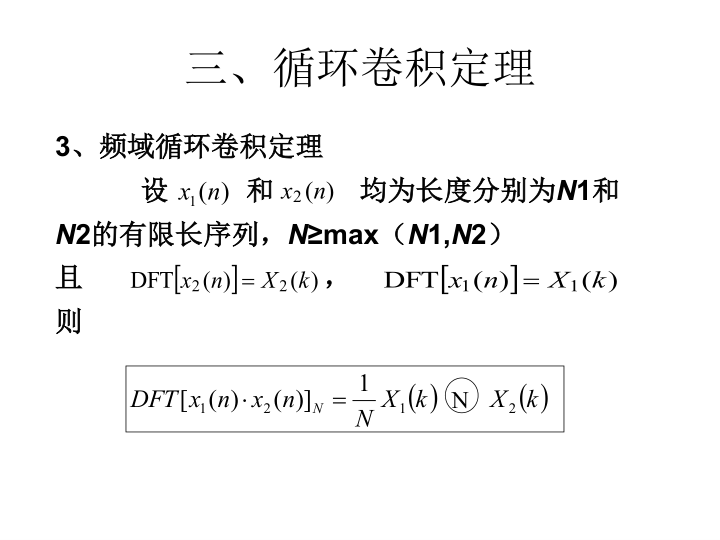 三、循环卷积定理
3、频域循环卷积定理
设 x₁(n) 和 x₂(n) 均为长度分别为N1和
N2的有限长序列，N≥max（N1,N2）
且 DFT[x₂(n)] = X₂(k)， DFT[x₁(n)] = X₁(k)
则
DFT[x₁(n)·x₂(n)]_N = 1/N X₁(k) Ⓝ X₂(k)